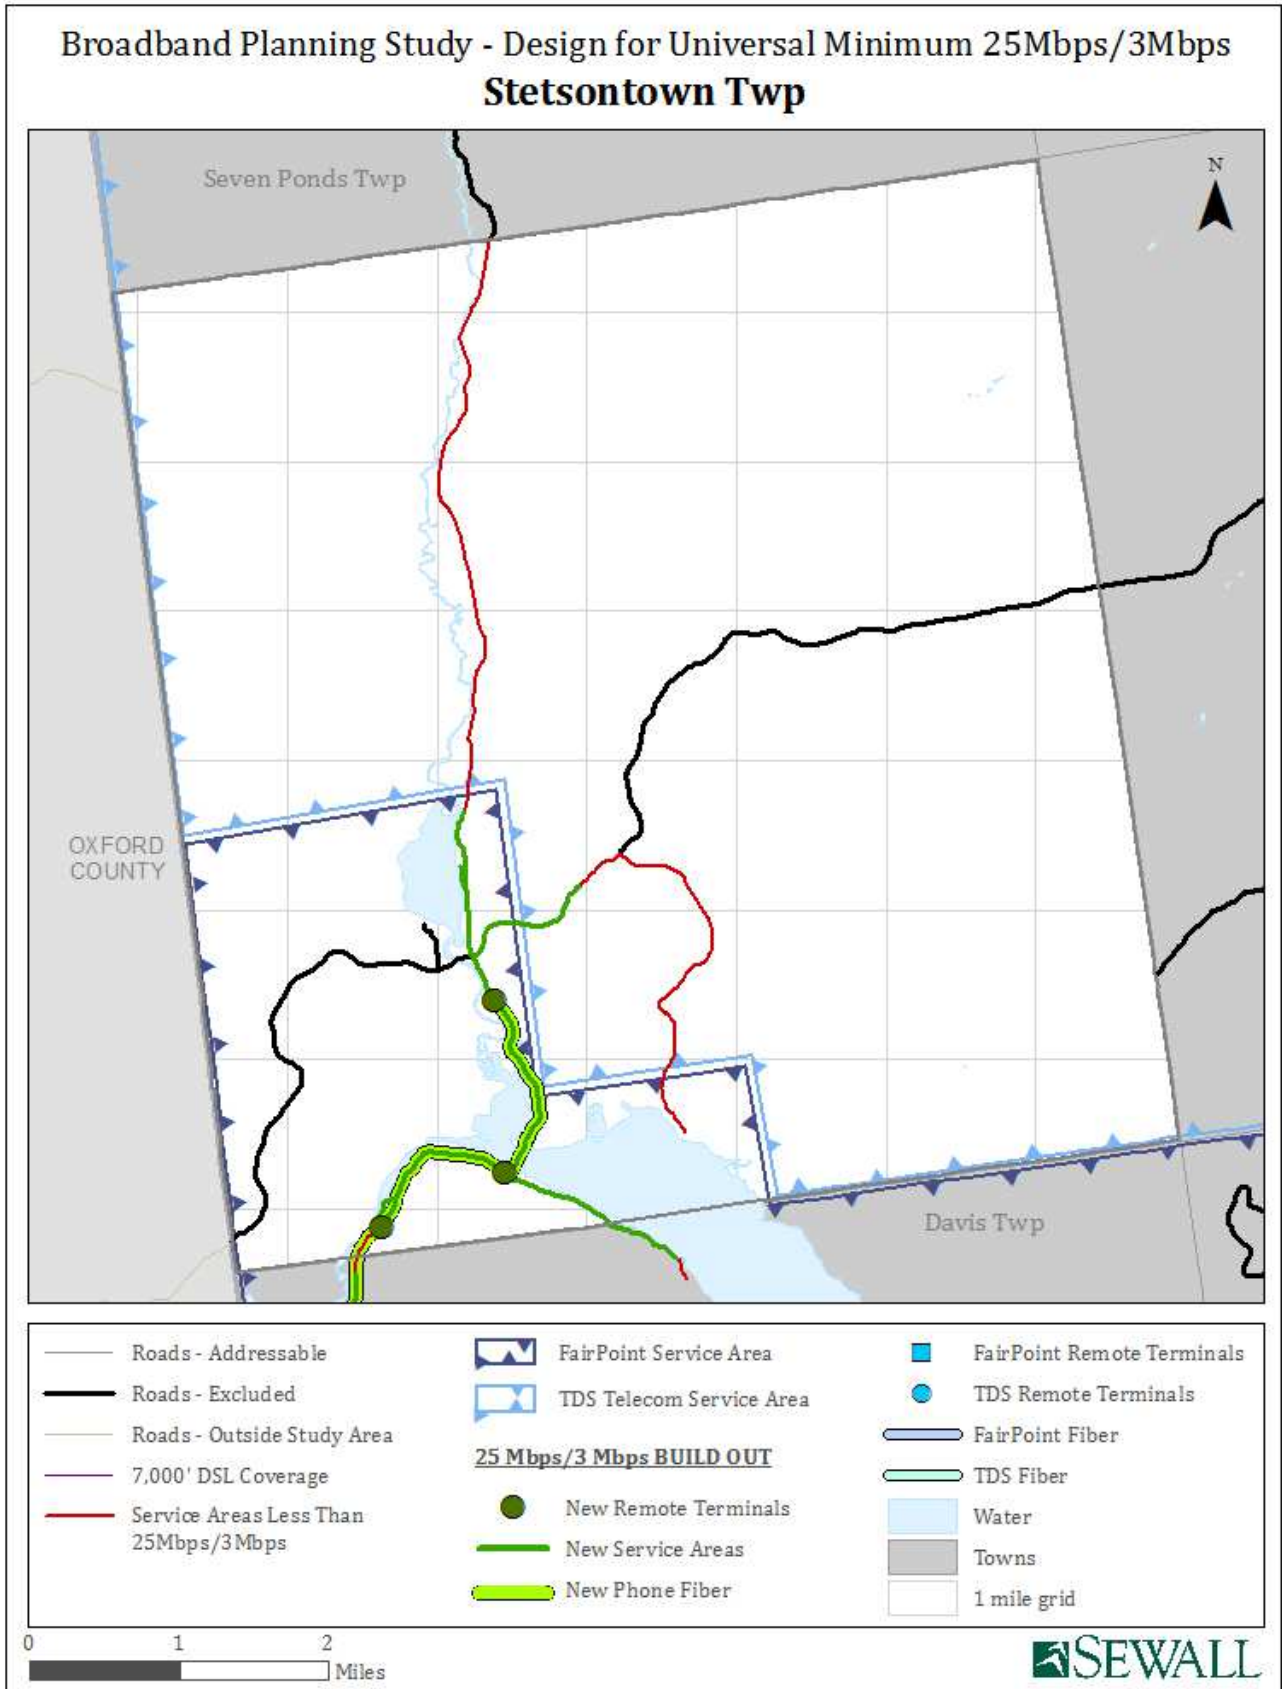 Broadband Planning Study - Design for Universal Minimum 25Mbps/3Mbps
Stetsontown Twp
Seven Ponds Twp
N
OXFORD
COUNTY
Davis Twp
Roads - Addressable
Roads - Excluded
Roads - Outside Study Area
7,000' DSL Coverage
Service Areas Less Than
25Mbps/3Mbps
FairPoint Service Area
TDS Telecom Service Area
25 Mbps/3 Mbps BUILD OUT
New Remote Terminals
New Service Areas
New Phone Fiber
FairPoint Remote Terminals
TDS Remote Terminals
FairPoint Fiber
TDS Fiber
Water
Towns
1 mile grid
0 1 2
Miles
SEWALL